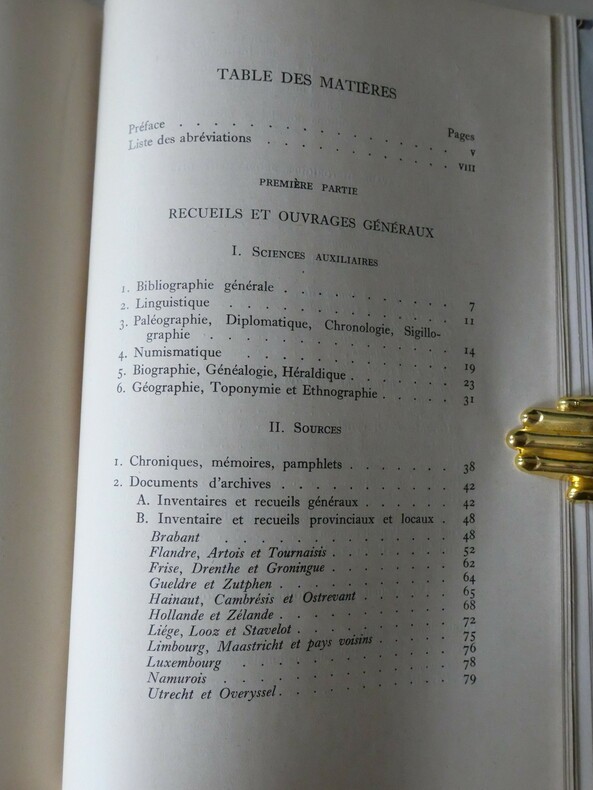 TABLE DES MATIÈRES
Pages
Préface . . . . . . . . . . . . . . . . V
Liste des abréviations . . . . . . . . . . . VIII
PREMIÈRE PARTIE
RECUEILS ET OUVRAGES GÉNÉRAUX
I. SCIENCES AUXILIAIRES
1. Bibliographie générale . . . . . . . . . . 7
2. Linguistique . . . . . . . . . . . . 11
3. Paléographie, Diplomatique, Chronologie, Sigillo-
graphie . . . . . . . . . . . . . 14
4. Numismatique . . . . . . . . . . . . 19
5. Biographie, Généalogie, Héraldique . . . . . . . 23
6. Géographie, Toponymie et Ethnographie . . . . . 31
II. SOURCES
1. Chroniques, mémoires, pamphlets . . . . . . . 38
2. Documents d'archives . . . . . . . . . . 42
A. Inventaires et recueils généraux . . . . . . 42
B. Inventaire et recueils provinciaux et locaux . 48
Brabant . . . . . . . . . . . . 48
Flandre, Artois et Tournaisis . . . . . . . 52
Frise, Drenthe et Groningue . . . . . . . 62
Gueldre et Zutphen . . . . . . . . . 64
Hainaut, Cambrésis et Ostrevant . . . . . . 65
Hollande et Zélande . . . . . . . . . 68
Liége, Looz et Stavelot . . . . . . . . 72
Limbourg, Maastricht et pays voisins . . . . . 75
Luxembourg . . . . . . . . . . . 76
Namurois . . . . . . . . . . . . 78
Utrecht et Overyssel . . . . . . . . . 79